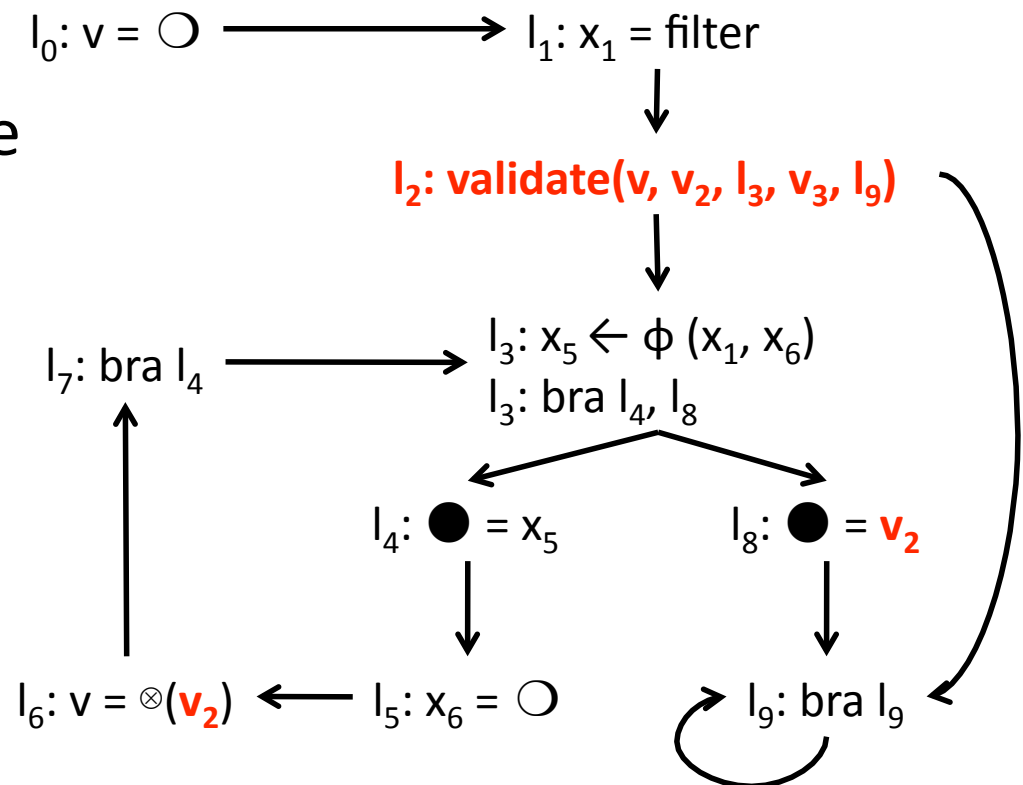 l₀: v = ❍
l₁: x₁ = filter
e
l₂: validate(v, v₂, l₃, v₃, l₉)
l₃: x₅ ← ϕ (x₁, x₆)
l₇: bra l₄
l₃: bra l₄, l₈
l₄: ● = x₅
l₈: ● = v₂
l₆: v = ⊗(v₂)
l₅: x₆ = ❍
l₉: bra l₉